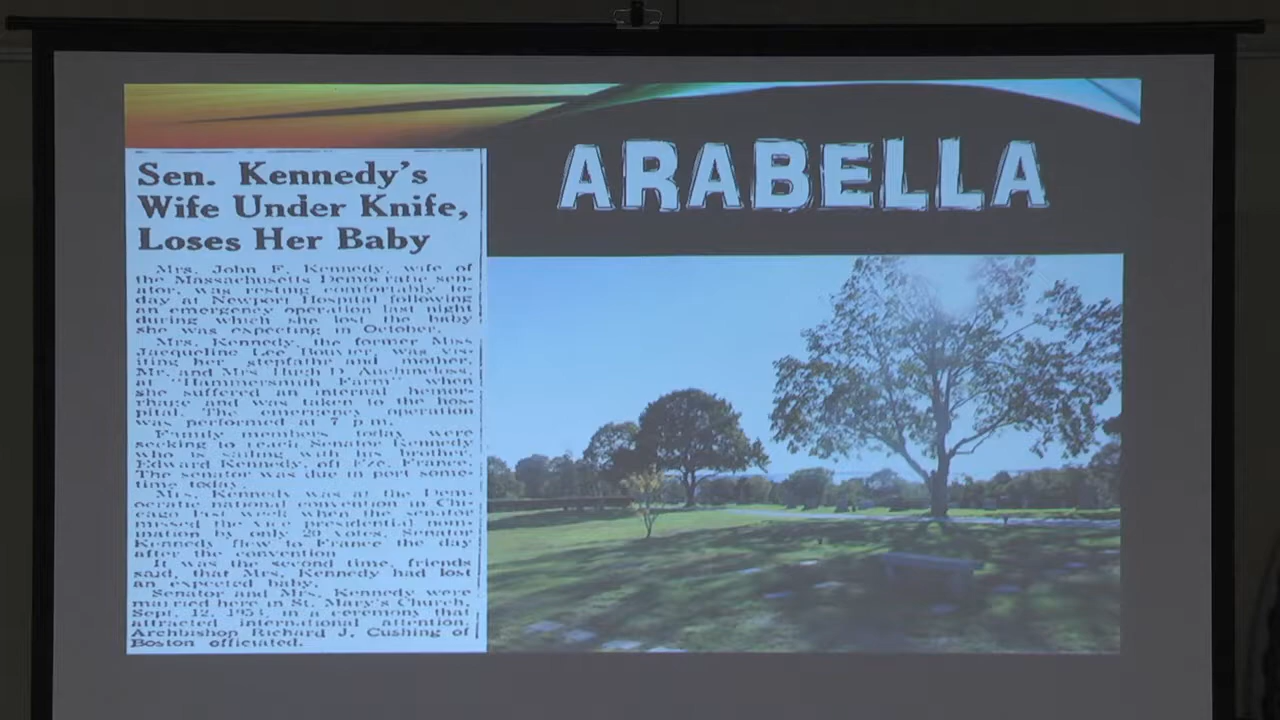 ARABELLA
Sen. Kennedy's
Wife Under Knife,
Loses Her Baby
Mrs. John F. Kennedy, wife of
the Massachusetts Democratic sen-
ator, was resting comfortably to-
day at Newport Hospital following
an emergency operation last night
during which she lost the baby
she was expecting in October.
Mrs. Kennedy, the former Miss
Jacqueline Lee Bouvier, was vis-
iting her stepfathr and mother,
Mr. and Mrs Hugh D. Auchincloss,
at "Hammersmith Farm" when
she suffered an internal hemor-
rhage and was taken to the hos-
pital. The emergency operation
was performed at 7 p.m.
Family members today were
seeking to reach Senator Kennedy
who is sailing with his brother,
Edward Kennedy, off Eze, France.
The senator was due in port some-
time today.
Mrs. Kennedy was at the Dem-
ocratic national convention in Chi-
cago last week when the senator
missed the vice presidential nom-
ination by only 20 votes. Senator
Kennedy flew to France the day
after the convention
It was the second time, friends
said, that Mrs. Kennedy had lost
an expected baby.
Senator and Mrs. Kennedy were
married here in St. Mary's Church,
Sept. 12, 1953, in a ceremony that
attracted international attention.
Archbishop Richard J. Cushing of
Boston officiated.